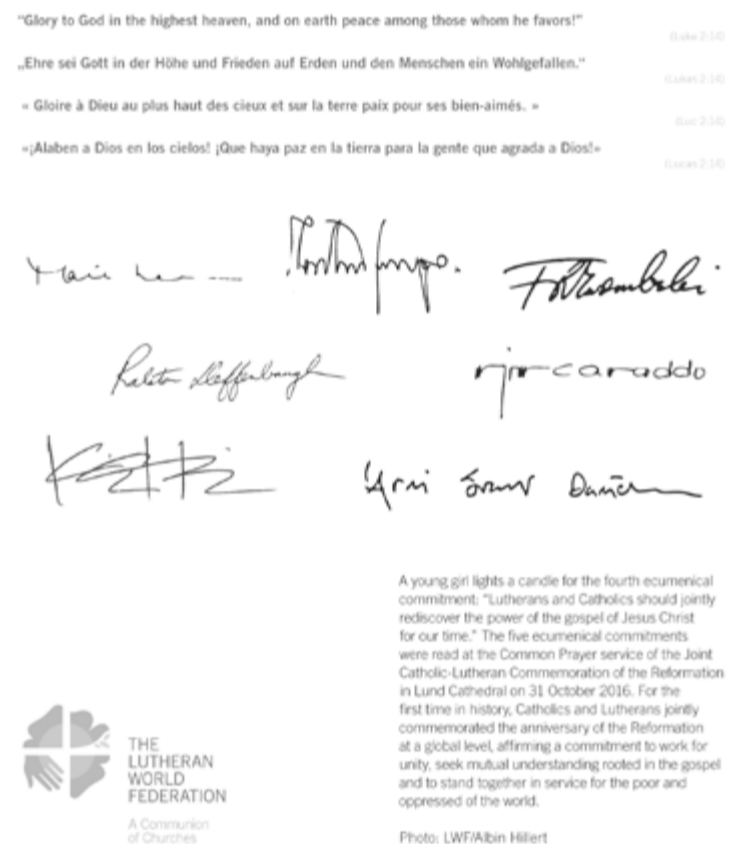 "Glory to God in the highest heaven, and on earth peace among those whom he favors!"
(Luke 2:14)
„Ehre sei Gott in der Höhe und Frieden auf Erden und den Menschen ein Wohlgefallen."
(Lukas 2:14)
« Gloire à Dieu au plus haut des cieux et sur la terre paix pour ses bien-aimés. »
(Luc 2:14)
«¡Alaben a Dios en los cielos! ¡Que haya paz en la tierra para la gente que agrada a Dios!»
(Lucas 2:14)
Ralston Deffenbaugh
A young girl lights a candle for the fourth ecumenical
commitment: "Lutherans and Catholics should jointly
rediscover the power of the gospel of Jesus Christ
for our time." The five ecumenical commitments
were read at the Common Prayer service of the Joint
Catholic-Lutheran Commemoration of the Reformation
in Lund Cathedral on 31 October 2016. For the
first time in history, Catholics and Lutherans jointly
commemorated the anniversary of the Reformation
at a global level, affirming a commitment to work for
unity, seek mutual understanding rooted in the gospel
and to stand together in service for the poor and
oppressed of the world.
Photo: LWF/Albin Hillert
THE
LUTHERAN
WORLD
FEDERATION
A Communion
of Churches